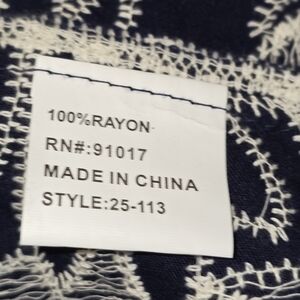 100%RAYON
RN#:91017
MADE IN CHINA
STYLE:25-113